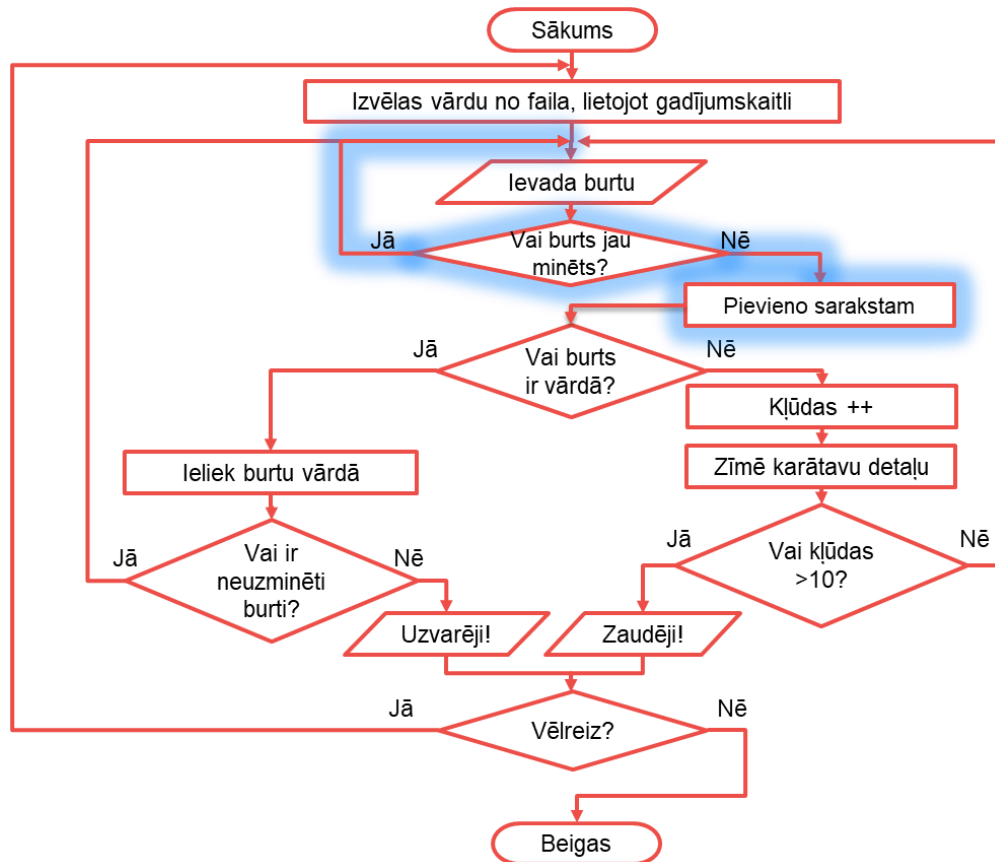 Sākums
Izvēlas vārdu no faila, lietojot gadījumskaitli
Ievada burtu
Jā
Vai burts jau
minēts?
Nē
Pievieno sarakstam
Jā
Vai burts
ir vārdā?
Nē
Kļūdas ++
Ieliek burtu vārdā
Zīmē karātavu detaļu
Jā
Vai ir
neuzminēti
burti?
Nē
Jā
Vai kļūdas
>10?
Nē
Uzvarēji!
Zaudēji!
Jā
Vēlreiz?
Nē
Beigas